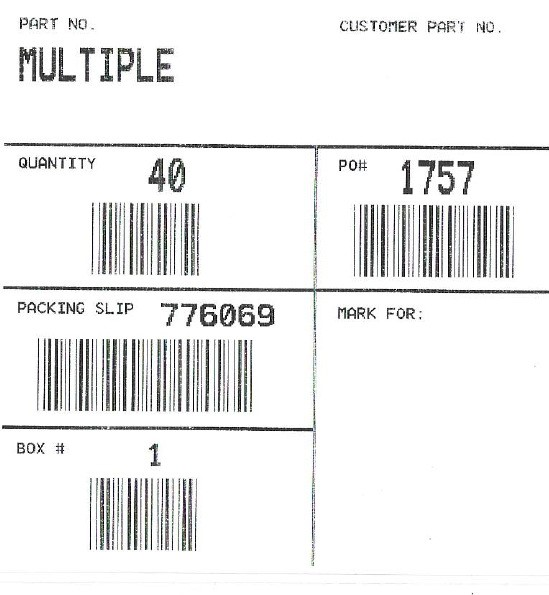 PART NO.
CUSTOMER PART NO.
MULTIPLE
QUANTITY 40
PO# 1757
PACKING SLIP 776069
MARK FOR:
BOX # 1